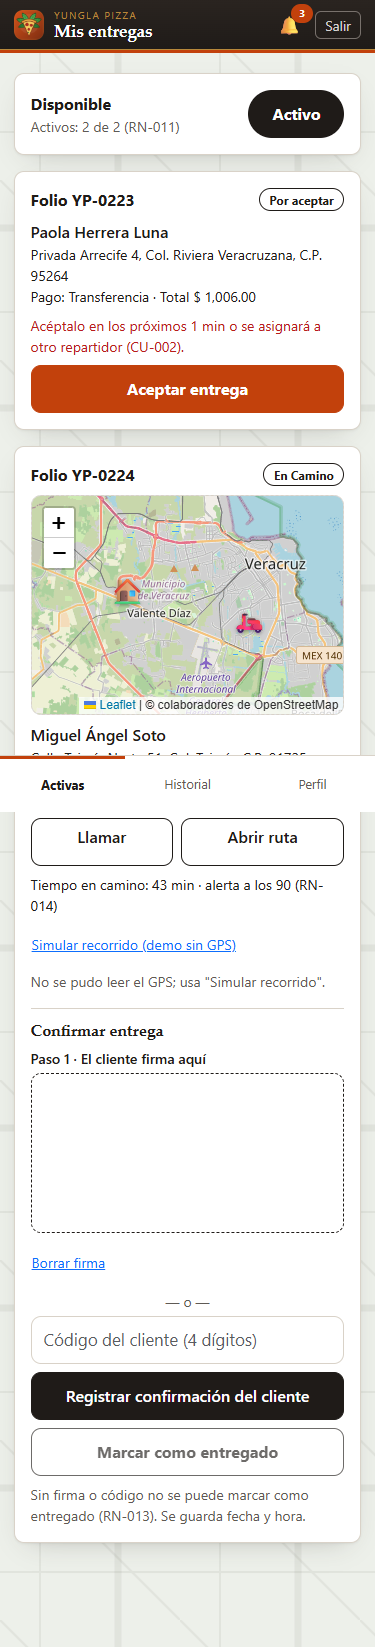 YUNGLA PIZZA
Mis entregas
3
Salir
Disponible
Activos: 2 de 2 (RN-011)
Activo
Folio YP-0223
Por aceptar
Paola Herrera Luna
Privada Arrecife 4, Col. Riviera Veracruzana, C.P.
95264
Pago: Transferencia · Total $ 1,006.00
Acéptalo en los próximos 1 min o se asignará a
otro repartidor (CU-002).
Aceptar entrega
Folio YP-0224
En Camino
+
−
Veracruz
Municipio
de Veracruz
Valente Díaz
MEX 140
Aeropuerto
Internacional
Leaflet | © colaboradores de OpenStreetMap
Miguel Ángel Soto
Activas
Historial
Perfil
Llamar
Abrir ruta
Tiempo en camino: 43 min · alerta a los 90 (RN-
014)
Simular recorrido (demo sin GPS)
No se pudo leer el GPS; usa "Simular recorrido".
Confirmar entrega
Paso 1 · El cliente firma aquí
Borrar firma
— o —
Código del cliente (4 dígitos)
Registrar confirmación del cliente
Marcar como entregado
Sin firma o código no se puede marcar como
entregado (RN-013). Se guarda fecha y hora.